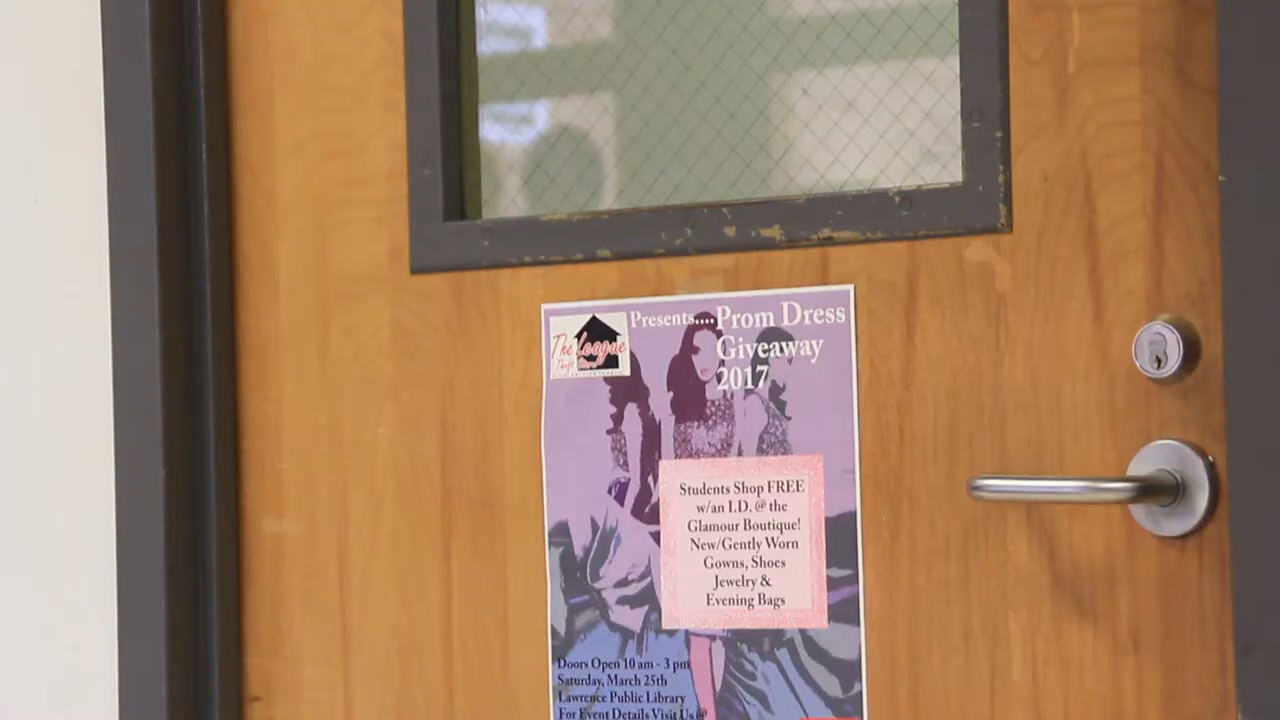 The League
Thrift
Presents....Prom Dress
Giveaway
2017
Students Shop FREE
w/an I.D. @ the
Glamour Boutique!
New/Gently Worn
Gowns, Shoes
Jewelry &
Evening Bags
Doors Open 10 am - 3 pm
Saturday, March 25th
Lawrence Public Library
For Event Details Visit Us @